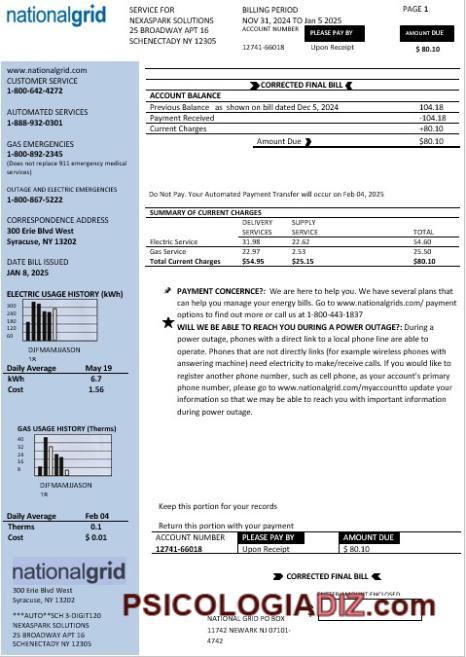 nationalgrid
SERVICE FOR
NEXASPARK SOLUTIONS
25 BROADWAY APT 16
SCHENECTADY NY 12305
BILLING PERIOD
NOV 31, 2024 TO Jan 5 2025
PAGE 1
ACCOUNT NUMBER
PLEASE PAY BY
AMOUNT DUE
12741-66018
Upon Receipt
$ 80.10
www.nationalgrid.com
CUSTOMER SERVICE
1-800-642-4272
AUTOMATED SERVICES
1-888-932-0301
GAS EMERGENCIES
1-800-892-2345
(Does not replace 911 emergency medical
services)
OUTAGE AND ELECTRIC EMERGENCIES
1-800-867-5222
CORRESPONDENCE ADDRESS
300 Erie Blvd West
Syracuse, NY 13202
DATE BILL ISSUED
JAN 8, 2025
ELECTRIC USAGE HISTORY (kWh)
300
240
180
120
60
DJFMAMJJASON
18
Daily Average May 19
kWh 6.7
Cost 1.56
GAS USAGE HISTORY (Therms)
40
32
24
16
8
DJFMAMJJASON
18
Daily Average Feb 04
Therms 0.1
Cost $ 0.01
nationalgrid
300 Erie Blvd West
Syracuse, NY 13202
***AUTO**SCH 3-DIGIT120
NEXASPARK SOLUTIONS
25 BROADWAY APT 16
SCHENECTADY NY 12305
CORRECTED FINAL BILL
ACCOUNT BALANCE
Previous Balance as shown on bill dated Dec 5, 2024 104.18
Payment Received -104.18
Current Charges +80.10
Amount Due $80.10
Do Not Pay. Your Automated Payment Transfer will occur on Feb 04, 2025
SUMMARY OF CURRENT CHARGES
DELIVERY SUPPLY
SERVICES SERVICES TOTAL
Electric Service 31.98 22.62 54.60
Gas Service 22.97 2.53 25.50
Total Current Charges $54.95 $25.15 $80.10
PAYMENT CONCERNCE?: We are here to help you. We have several plans that
can help you manage your energy bills. Go to www.nationalgrids.com/ payment
options to find out more or call us at 1-800-443-1837
WILL WE BE ABLE TO REACH YOU DURING A POWER OUTAGE?: During a
power outage, phones with a direct link to a local phone line are able to
operate. Phones that are not directly links (for example wireless phones with
answering machine) need electricity to make/receive calls. If you would like to
register another phone number, such as cell phone, as your account's primary
phone number, please go to www.nationalgrid.com/myaccountto update your
information so that we may be able to reach you with important information
during power outage.
Keep this portion for your records
Return this portion with your payment
ACCOUNT NUMBER PLEASE PAY BY AMOUNT DUE
12741-66018 Upon Receipt $ 80.10
CORRECTED FINAL BILL
PSICOLOGIADIZ.com
NATIONAL GRID PO BOX
11742 NEWARK NJ 07101-
4742